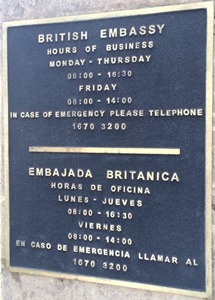 BRITISH EMBASSY
HOURS OF BUSINESS
MONDAY - THURSDAY
08:00 - 16:30
FRIDAY
08:00 - 14:00
IN CASE OF EMERGENCY PLEASE TELEPHONE
1670 3200
EMBAJADA BRITANICA
HORAS DE OFICINA
LUNES - JUEVES
08:00 - 16:30
VIERNES
08:00 - 14:00
EN CASO DE EMERGENCIA LLAMAR AL
1670 3200